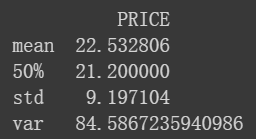 PRICE
mean 22.532806
50% 21.200000
std 9.197104
var 84.5867235940986